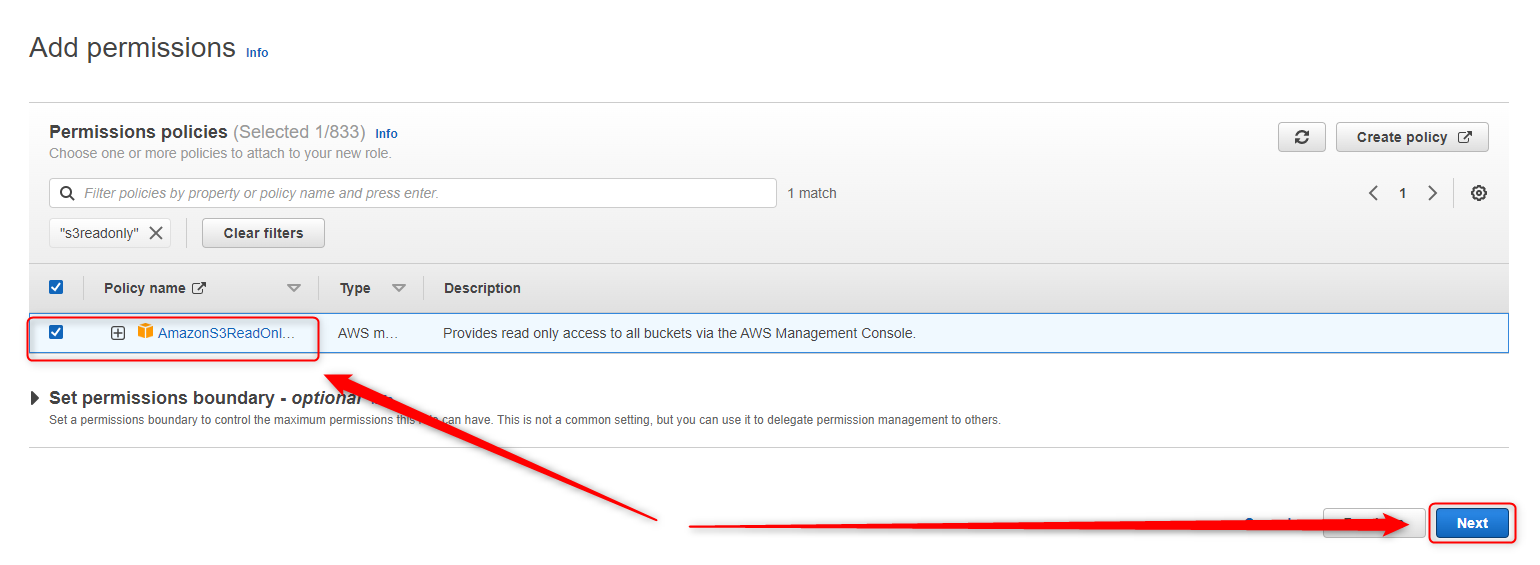 Add permissions Info
Permissions policies (Selected 1/833) Info
Create policy
Choose one or more policies to attach to your new role.
Filter policies by property or policy name and press enter.
1 match
1
"s3readonly"
Clear filters
Policy name Type Description
AmazonS3ReadOnl... AWS m... Provides read only access to all buckets via the AWS Management Console.
Set permissions boundary - optional
Set a permissions boundary to control the maximum permissions this can have. This is not a common setting, but you can use it to delegate permission management to others.
Next